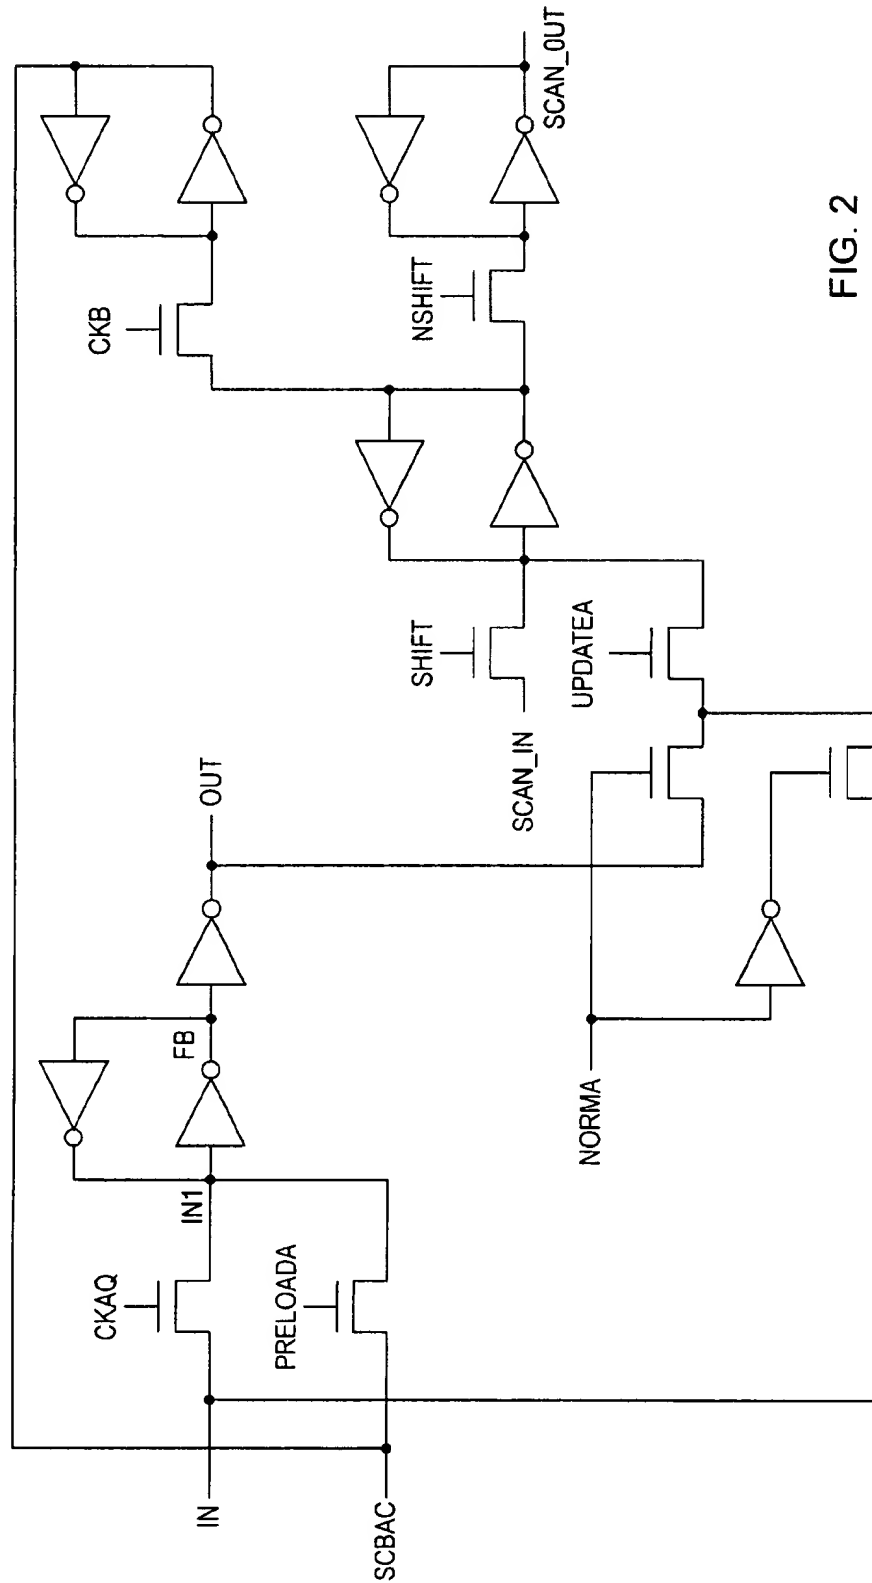 IN
SCBAC
CKAQ
PRELOADA
IN1
FB
OUT
NORMA
SCAN_IN
SHIFT
UPDATEA
CKB
NSHIFT
SCAN_OUT
FIG. 2